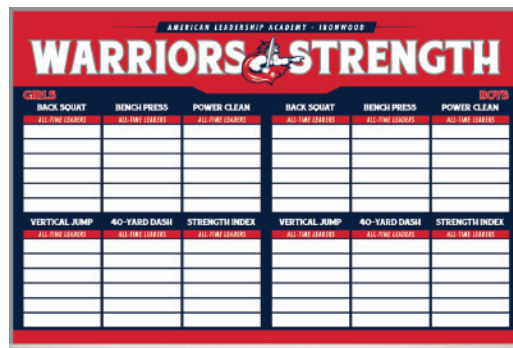 AMERICAN LEADERSHIP ACADEMY - IRONWOOD
WARRIORS STRENGTH
GIRLS BOYS
BACK SQUAT BENCH PRESS POWER CLEAN BACK SQUAT BENCH PRESS POWER CLEAN
ALL-TIME LEADERS ALL-TIME LEADERS ALL-TIME LEADERS ALL-TIME LEADERS ALL-TIME LEADERS ALL-TIME LEADERS
VERTICAL JUMP 40-YARD DASH STRENGTH INDEX VERTICAL JUMP 40-YARD DASH STRENGTH INDEX
ALL-TIME LEADERS ALL-TIME LEADERS ALL-TIME LEADERS ALL-TIME LEADERS ALL-TIME LEADERS ALL-TIME LEADERS